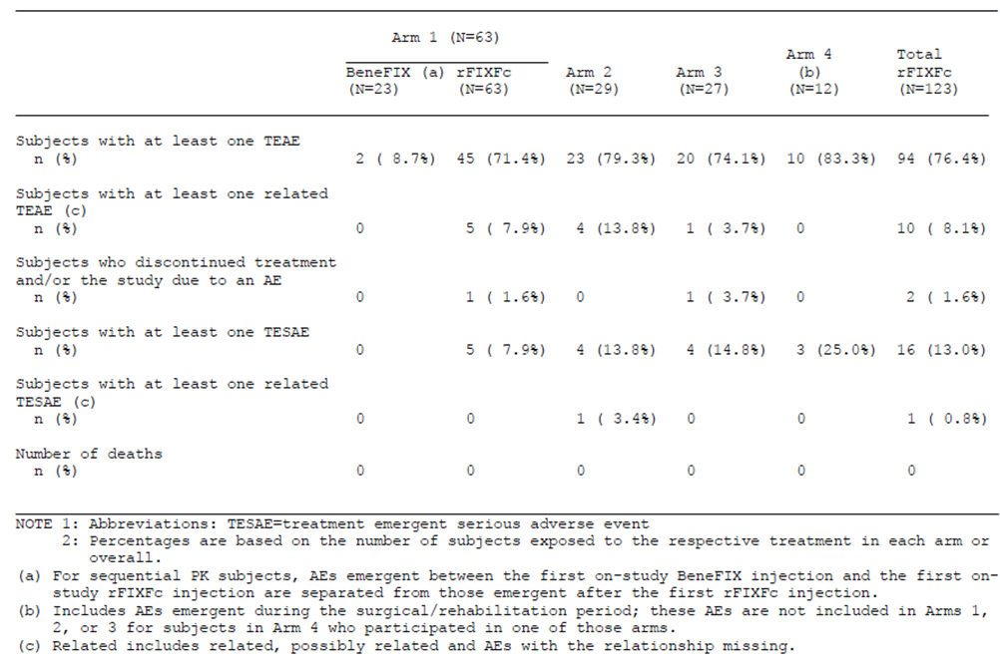 Arm 1 (N=63)
Arm 4 Total
BeneFIX (a) rFIXFc Arm 2 Arm 3 (b) rFIXFc
(N=23) (N=63) (N=29) (N=27) (N=12) (N=123)
Subjects with at least one TEAE
n (%) 2 ( 8.7%) 45 (71.4%) 23 (79.3%) 20 (74.1%) 10 (83.3%) 94 (76.4%)
Subjects with at least one related
TEAE (c)
n (%) 0 5 ( 7.9%) 4 (13.8%) 1 ( 3.7%) 0 10 ( 8.1%)
Subjects who discontinued treatment
and/or the study due to an AE
n (%) 0 1 ( 1.6%) 0 1 ( 3.7%) 0 2 ( 1.6%)
Subjects with at least one TESAE
n (%) 0 5 ( 7.9%) 4 (13.8%) 4 (14.8%) 3 (25.0%) 16 (13.0%)
Subjects with at least one related
TESAE (c)
n (%) 0 0 1 ( 3.4%) 0 0 1 ( 0.8%)
Number of deaths
n (%) 0 0 0 0 0 0
NOTE 1: Abbreviations: TESAE=treatment emergent serious adverse event
2: Percentages are based on the number of subjects exposed to the respective treatment in each arm or
overall.
(a) For sequential PK subjects, AEs emergent between the first on-study BeneFIX injection and the first on-
study rFIXFc injection are separated from those emergent after the first rFIXFc injection.
(b) Includes AEs emergent during the surgical/rehabilitation period; these AEs are not included in Arms 1,
2, or 3 for subjects in Arm 4 who participated in one of those arms.
(c) Related includes related, possibly related and AEs with the relationship missing.